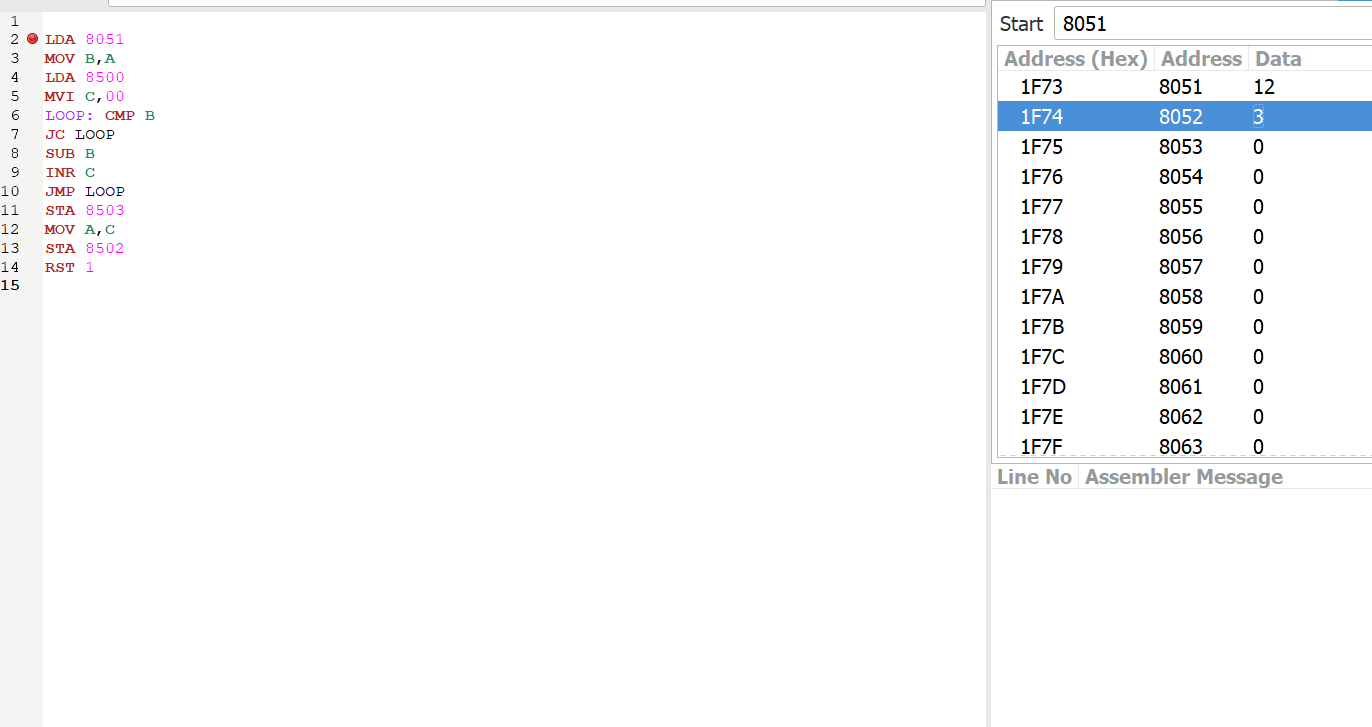 1
2 LDA 8051
3 MOV B,A
4 LDA 8500
5 MVI C,00
6 LOOP: CMP B
7 JC LOOP
8 SUB B
9 INR C
10 JMP LOOP
11 STA 8503
12 MOV A,C
13 STA 8502
14 RST 1
15
Start 8051
Address (Hex) Address Data
1F73 8051 12
1F74 8052 3
1F75 8053 0
1F76 8054 0
1F77 8055 0
1F78 8056 0
1F79 8057 0
1F7A 8058 0
1F7B 8059 0
1F7C 8060 0
1F7D 8061 0
1F7E 8062 0
1F7F 8063 0
Line No Assembler Message